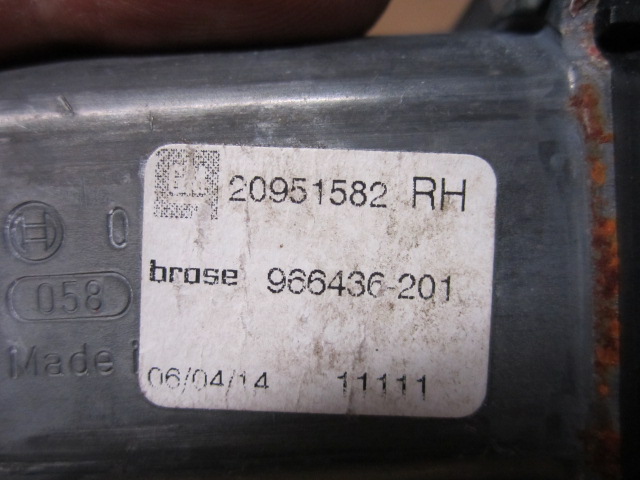 20951582 RH
0
brose 966436-201
058
Made i
06/04/14 11111